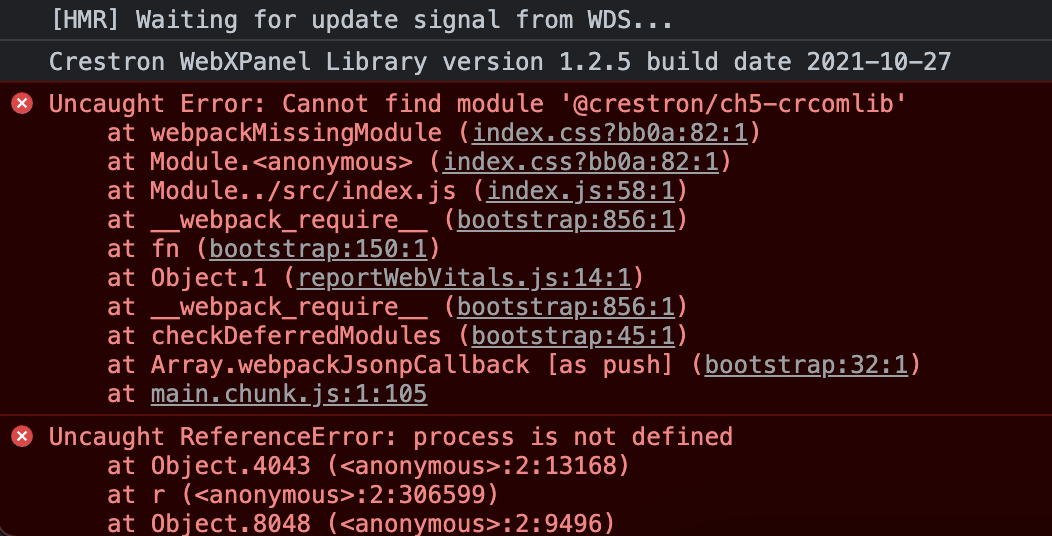 [HMR] Waiting for update signal from WDS...
Crestron WebXPanel Library version 1.2.5 build date 2021-10-27
Uncaught Error: Cannot find module '@crestron/ch5-crcomlib'
at webpackMissingModule (index.css?bb0a:82:1)
at Module.<anonymous> (index.css?bb0a:82:1)
at Module../src/index.js (index.js:58:1)
at __webpack_require__ (bootstrap:856:1)
at fn (bootstrap:150:1)
at Object.1 (reportWebVitals.js:14:1)
at __webpack_require__ (bootstrap:856:1)
at checkDeferredModules (bootstrap:45:1)
at Array.webpackJsonpCallback [as push] (bootstrap:32:1)
at main.chunk.js:1:105
Uncaught ReferenceError: process is not defined
at Object.4043 (<anonymous>:2:13168)
at r (<anonymous>:2:306599)
at Object.8048 (<anonymous>:2:9496)